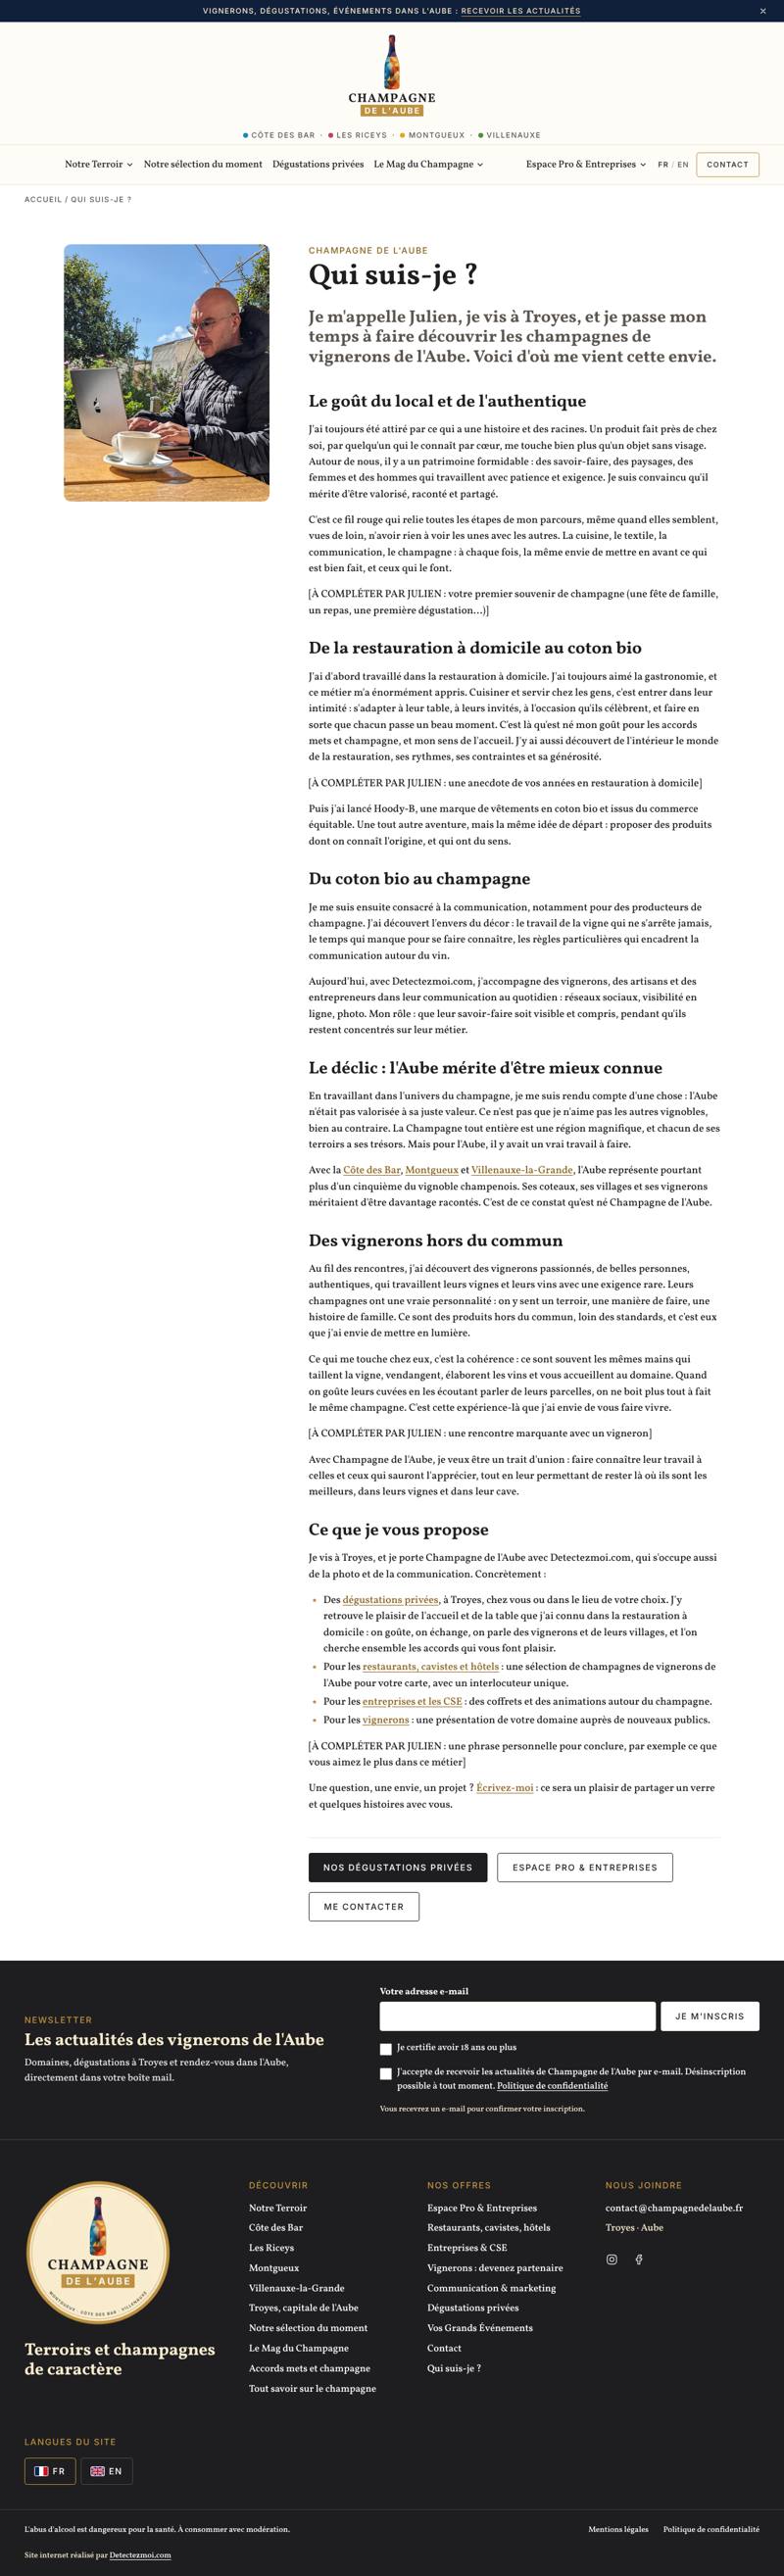 VIGNERONS, DÉGUSTATIONS, ÉVÉNEMENTS DANS L'AUBE : RECEVOIR LES ACTUALITÉS ×
CHAMPAGNE
DE L'AUBE
CÔTE DES BAR · LES RICEYS · MONTGUEUX · VILLENAUXE
Notre Terroir Notre sélection du moment Dégustations privées Le Mag du Champagne Espace Pro & Entreprises FR / EN CONTACT
ACCUEIL / QUI SUIS-JE ?
CHAMPAGNE DE L'AUBE
Qui suis-je ?
Je m'appelle Julien, je vis à Troyes, et je passe mon
temps à faire découvrir les champagnes de
vignerons de l'Aube. Voici d'où me vient cette envie.
Le goût du local et de l'authentique
J'ai toujours été attiré par ce qui a une histoire et des racines. Un produit fait près de chez
soi, par quelqu'un qui le connaît par cœur, me touche bien plus qu'un objet sans visage.
Autour de nous, il y a un patrimoine formidable : des savoir-faire, des paysages, des
femmes et des hommes qui travaillent avec patience et exigence. Je suis convaincu qu'il
mérite d'être valorisé, raconté et partagé.
C'est ce fil rouge qui relie toutes les étapes de mon parcours, même quand elles semblent,
vues de loin, n'avoir rien à voir les unes avec les autres. La cuisine, le textile, la
communication, le champagne : à chaque fois, la même envie de mettre en avant ce qui
est bien fait, et ceux qui le font.
[À COMPLÉTER PAR JULIEN : votre premier souvenir de champagne (une fête de famille,
un repas, une première dégustation...)]
De la restauration à domicile au coton bio
J'ai d'abord travaillé dans la restauration à domicile. J'ai toujours aimé la gastronomie, et
ce métier m'a énormément appris. Cuisiner et servir chez les gens, c'est entrer dans leur
intimité : s'adapter à leur table, à leurs invités, à l'occasion qu'ils célèbrent, et faire en
sorte que chacun passe un beau moment. C'est là qu'est né mon goût pour les accords
mets et champagne, et mon sens de l'accueil. J'y ai aussi découvert de l'intérieur le monde
de la restauration, ses rythmes, ses contraintes et sa générosité.
[À COMPLÉTER PAR JULIEN : une anecdote de vos années en restauration à domicile]
Puis j'ai lancé Hoody-B, une marque de vêtements en coton bio et issus du commerce
équitable. Une tout autre aventure, mais la même idée de départ : proposer des produits
dont on connaît l'origine, et qui ont du sens.
Du coton bio au champagne
Je me suis ensuite consacré à la communication, notamment pour des producteurs de
champagne. J'ai découvert l'envers du décor : le travail de la vigne qui ne s'arrête jamais,
le temps qui manque pour se faire connaître, les règles particulières qui encadrent la
communication autour du vin.
Aujourd'hui, avec Detectezmoi.com, j'accompagne des vignerons, des artisans et des
entrepreneurs dans leur communication au quotidien : réseaux sociaux, visibilité en
ligne, photo. Mon rôle : que leur savoir-faire soit visible et compris, pendant qu'ils
restent concentrés sur leur métier.
Le déclic : l'Aube mérite d'être mieux connue
En travaillant dans l'univers du champagne, je me suis rendu compte d'une chose : l'Aube
n'était pas valorisée à sa juste valeur. Ce n'est pas que je n'aime pas les autres vignobles,
bien au contraire. La Champagne tout entière est une région magnifique, et chacun de ses
terroirs a ses trésors. Mais pour l'Aube, il y avait un vrai travail à faire.
Avec la Côte des Bar, Montgueux et Villenauxe-la-Grande, l'Aube représente pourtant
plus d'un cinquième du vignoble champenois. Ses coteaux, ses villages et ses vignerons
méritaient d'être davantage racontés. C'est de ce constat qu'est né Champagne de l'Aube.
Des vignerons hors du commun
Au fil des rencontres, j'ai découvert des vignerons passionnés, de belles personnes,
authentiques, qui travaillent leurs vignes et leurs vins avec une exigence rare. Leurs
champagnes ont une vraie personnalité : on y sent un terroir, une manière de faire, une
histoire de famille. Ce sont des produits hors du commun, loin des standards, et c'est eux
que j'ai envie de mettre en lumière.
Ce qui me touche chez eux, c'est la cohérence : ce sont souvent les mêmes mains qui
taillent la vigne, vendangent, élaborent les vins et vous accueillent au domaine. Quand
on goûte leurs cuvées en les écoutant parler de leurs parcelles, on ne boit plus tout à fait
le même champagne. C'est cette expérience-là que j'ai envie de vous faire vivre.
[À COMPLÉTER PAR JULIEN : une rencontre marquante avec un vigneron]
Avec Champagne de l'Aube, je veux être un trait d'union : faire connaître leur travail à
celles et ceux qui sauront l'apprécier, tout en leur permettant de rester là où ils sont les
meilleurs, dans leurs vignes et dans leur cave.
Ce que je vous propose
Je vis à Troyes, et je porte Champagne de l'Aube avec Detectezmoi.com, qui s'occupe aussi
de la photo et de la communication. Concrètement :
• Des dégustations privées, à Troyes, chez vous ou dans le lieu de votre choix. J'y
retrouve le plaisir de l'accueil et de la table que j'ai connu dans la restauration à
domicile : on goûte, on échange, on parle des vignerons et de leurs villages, et l'on
cherche ensemble les accords qui vous font plaisir.
• Pour les restaurants, cavistes et hôtels : une sélection de champagnes de vignerons de
l'Aube pour votre carte, avec un interlocuteur unique.
• Pour les entreprises et les CSE : des coffrets et des animations autour du champagne.
• Pour les vignerons : une présentation de votre domaine auprès de nouveaux publics.
[À COMPLÉTER PAR JULIEN : une phrase personnelle pour conclure, par exemple ce que
vous aimez le plus dans ce métier]
Une question, une envie, un projet ? Écrivez-moi : ce sera un plaisir de partager un verre
et quelques histoires avec vous.
NOS DÉGUSTATIONS PRIVÉES ESPACE PRO & ENTREPRISES
ME CONTACTER
NEWSLETTER
Les actualités des vignerons de l'Aube
Domaines, dégustations à Troyes et rendez-vous dans l'Aube,
directement dans votre boîte mail.
Votre adresse e-mail
JE M'INSCRIS
Je certifie avoir 18 ans ou plus
J'accepte de recevoir les actualités de Champagne de l'Aube par e-mail. Désinscription
possible à tout moment. Politique de confidentialité
Vous recevrez un e-mail pour confirmer votre inscription.
CHAMPAGNE
DE L'AUBE
MONTGUEUX · CÔTE DES BAR · VILLENAUXE
Terroirs et champagnes
de caractère
DÉCOUVRIR
Notre Terroir
Côte des Bar
Les Riceys
Montgueux
Villenauxe-la-Grande
Troyes, capitale de l'Aube
Notre sélection du moment
Le Mag du Champagne
Accords mets et champagne
Tout savoir sur le champagne
NOS OFFRES
Espace Pro & Entreprises
Restaurants, cavistes, hôtels
Entreprises & CSE
Vignerons : devenez partenaire
Communication & marketing
Dégustations privées
Vos Grands Événements
Contact
Qui suis-je ?
NOUS JOINDRE
contact@champagnedelaube.fr
Troyes · Aube
LANGUES DU SITE
FR EN
L'abus d'alcool est dangereux pour la santé. À consommer avec modération.
Mentions légales Politique de confidentialité
Site internet réalisé par Detectezmoi.com